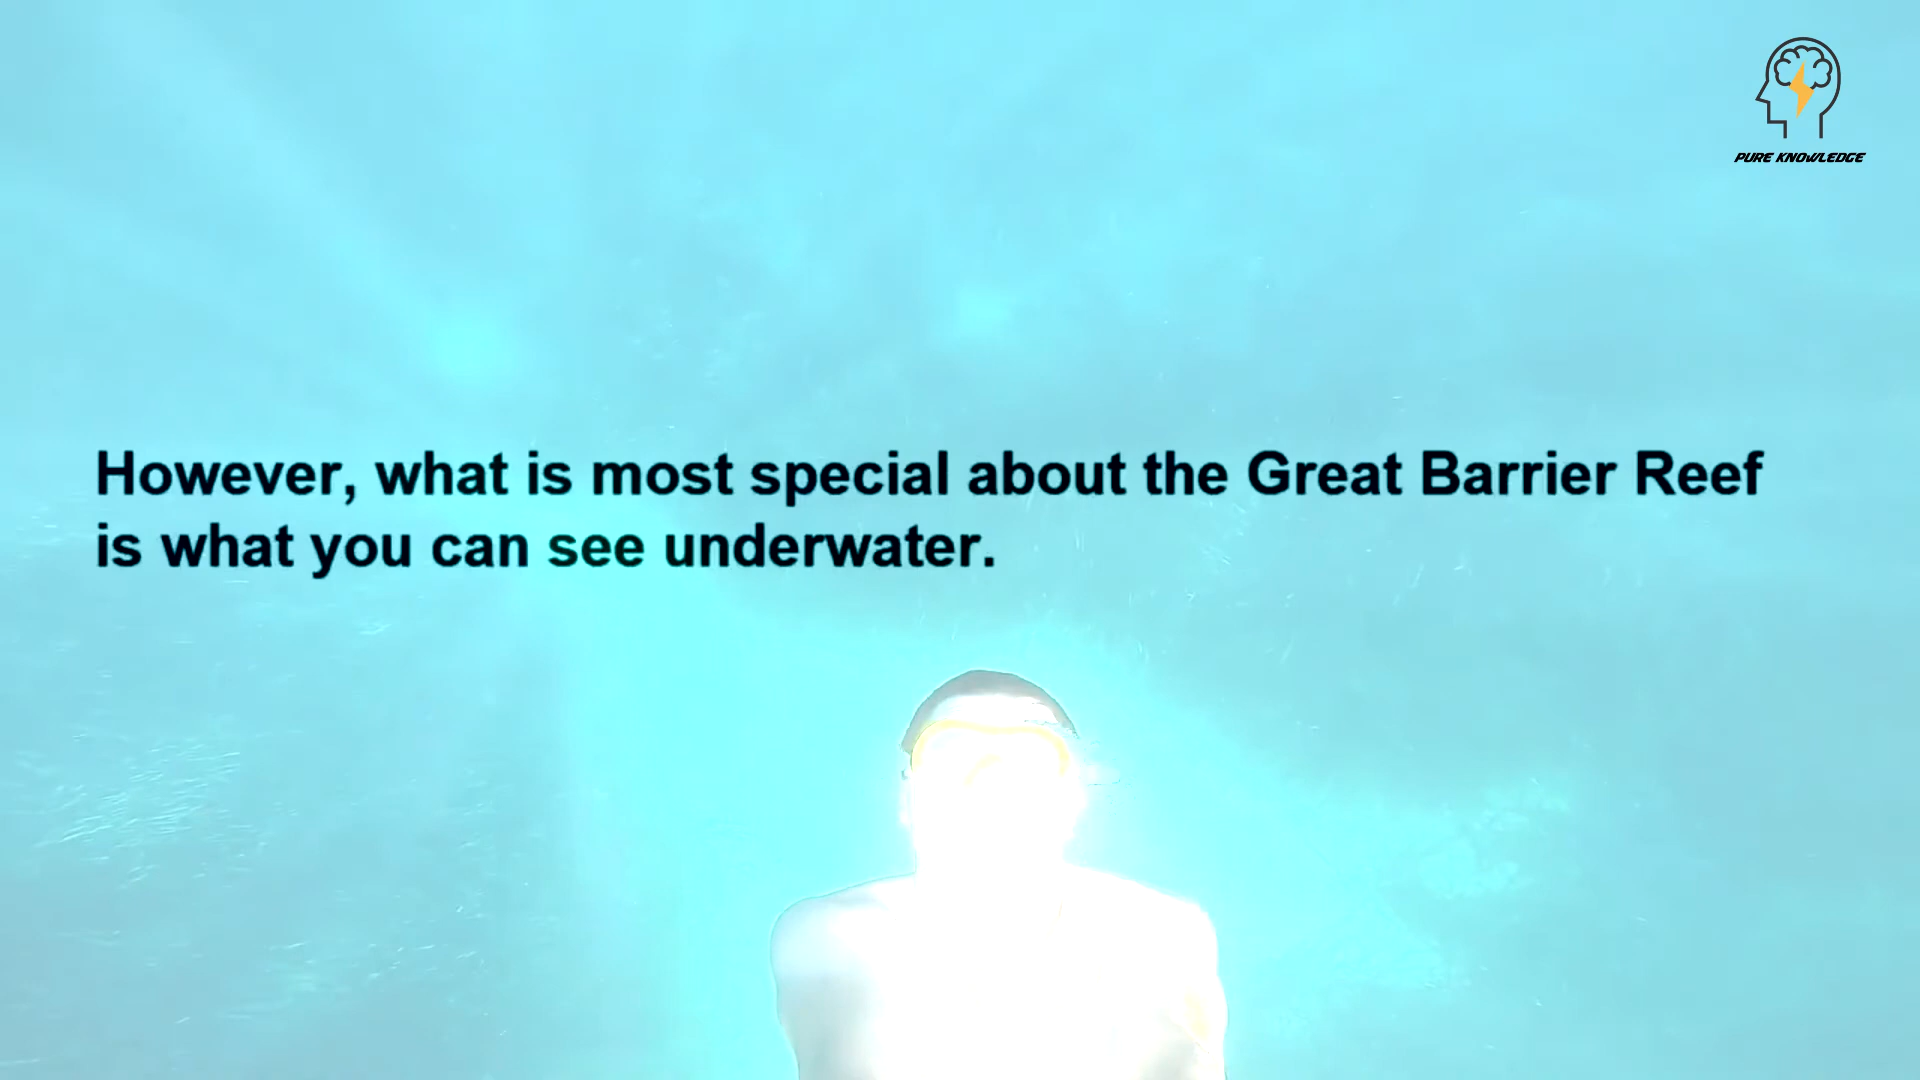 PURE KNOWLEDGE
However, what is most special about the Great Barrier Reef
is what you can see underwater.